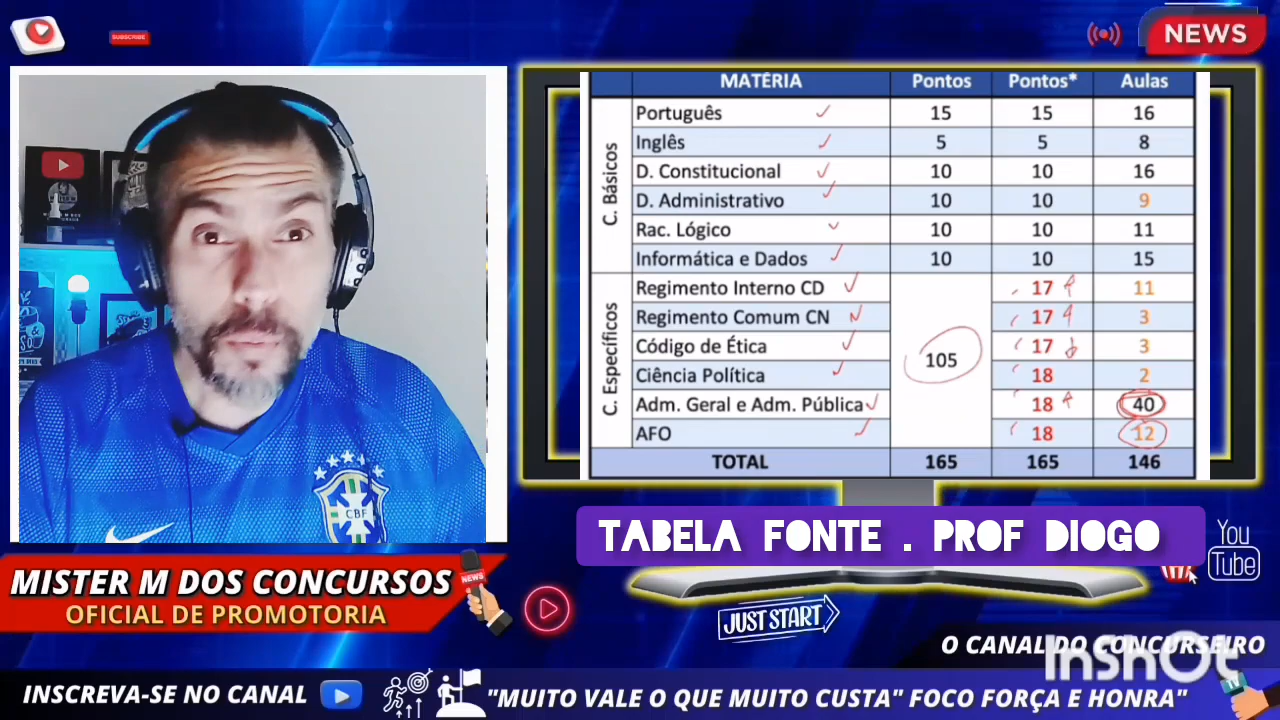 SUBSCRIBE
NEWS
MATÉRIA Pontos Pontos* Aulas
C. Básicos
Português 15 15 16
Inglês 5 5 8
D. Constitucional 10 10 16
D. Administrativo 10 10 9
Rac. Lógico 10 10 11
Informática e Dados 10 10 15
C. Específicos
105
Regimento Interno CD 17 11
Regimento Comum CN 17 3
Código de Ética 17 3
Ciência Política 18 2
Adm. Geral e Adm. Pública 18 40
AFO 18 12
TOTAL 165 165 146
CBF
TABELA FONTE . PROF DIOGO
You
Tube
MISTER M DOS CONCURSOS
NEWS
OFICIAL DE PROMOTORIA
JUST START
O CANAL DO CONCURSEIRO
InShOt
INSCREVA-SE NO CANAL
"MUITO VALE O QUE MUITO CUSTA" FOCO FORÇA E HONRA"